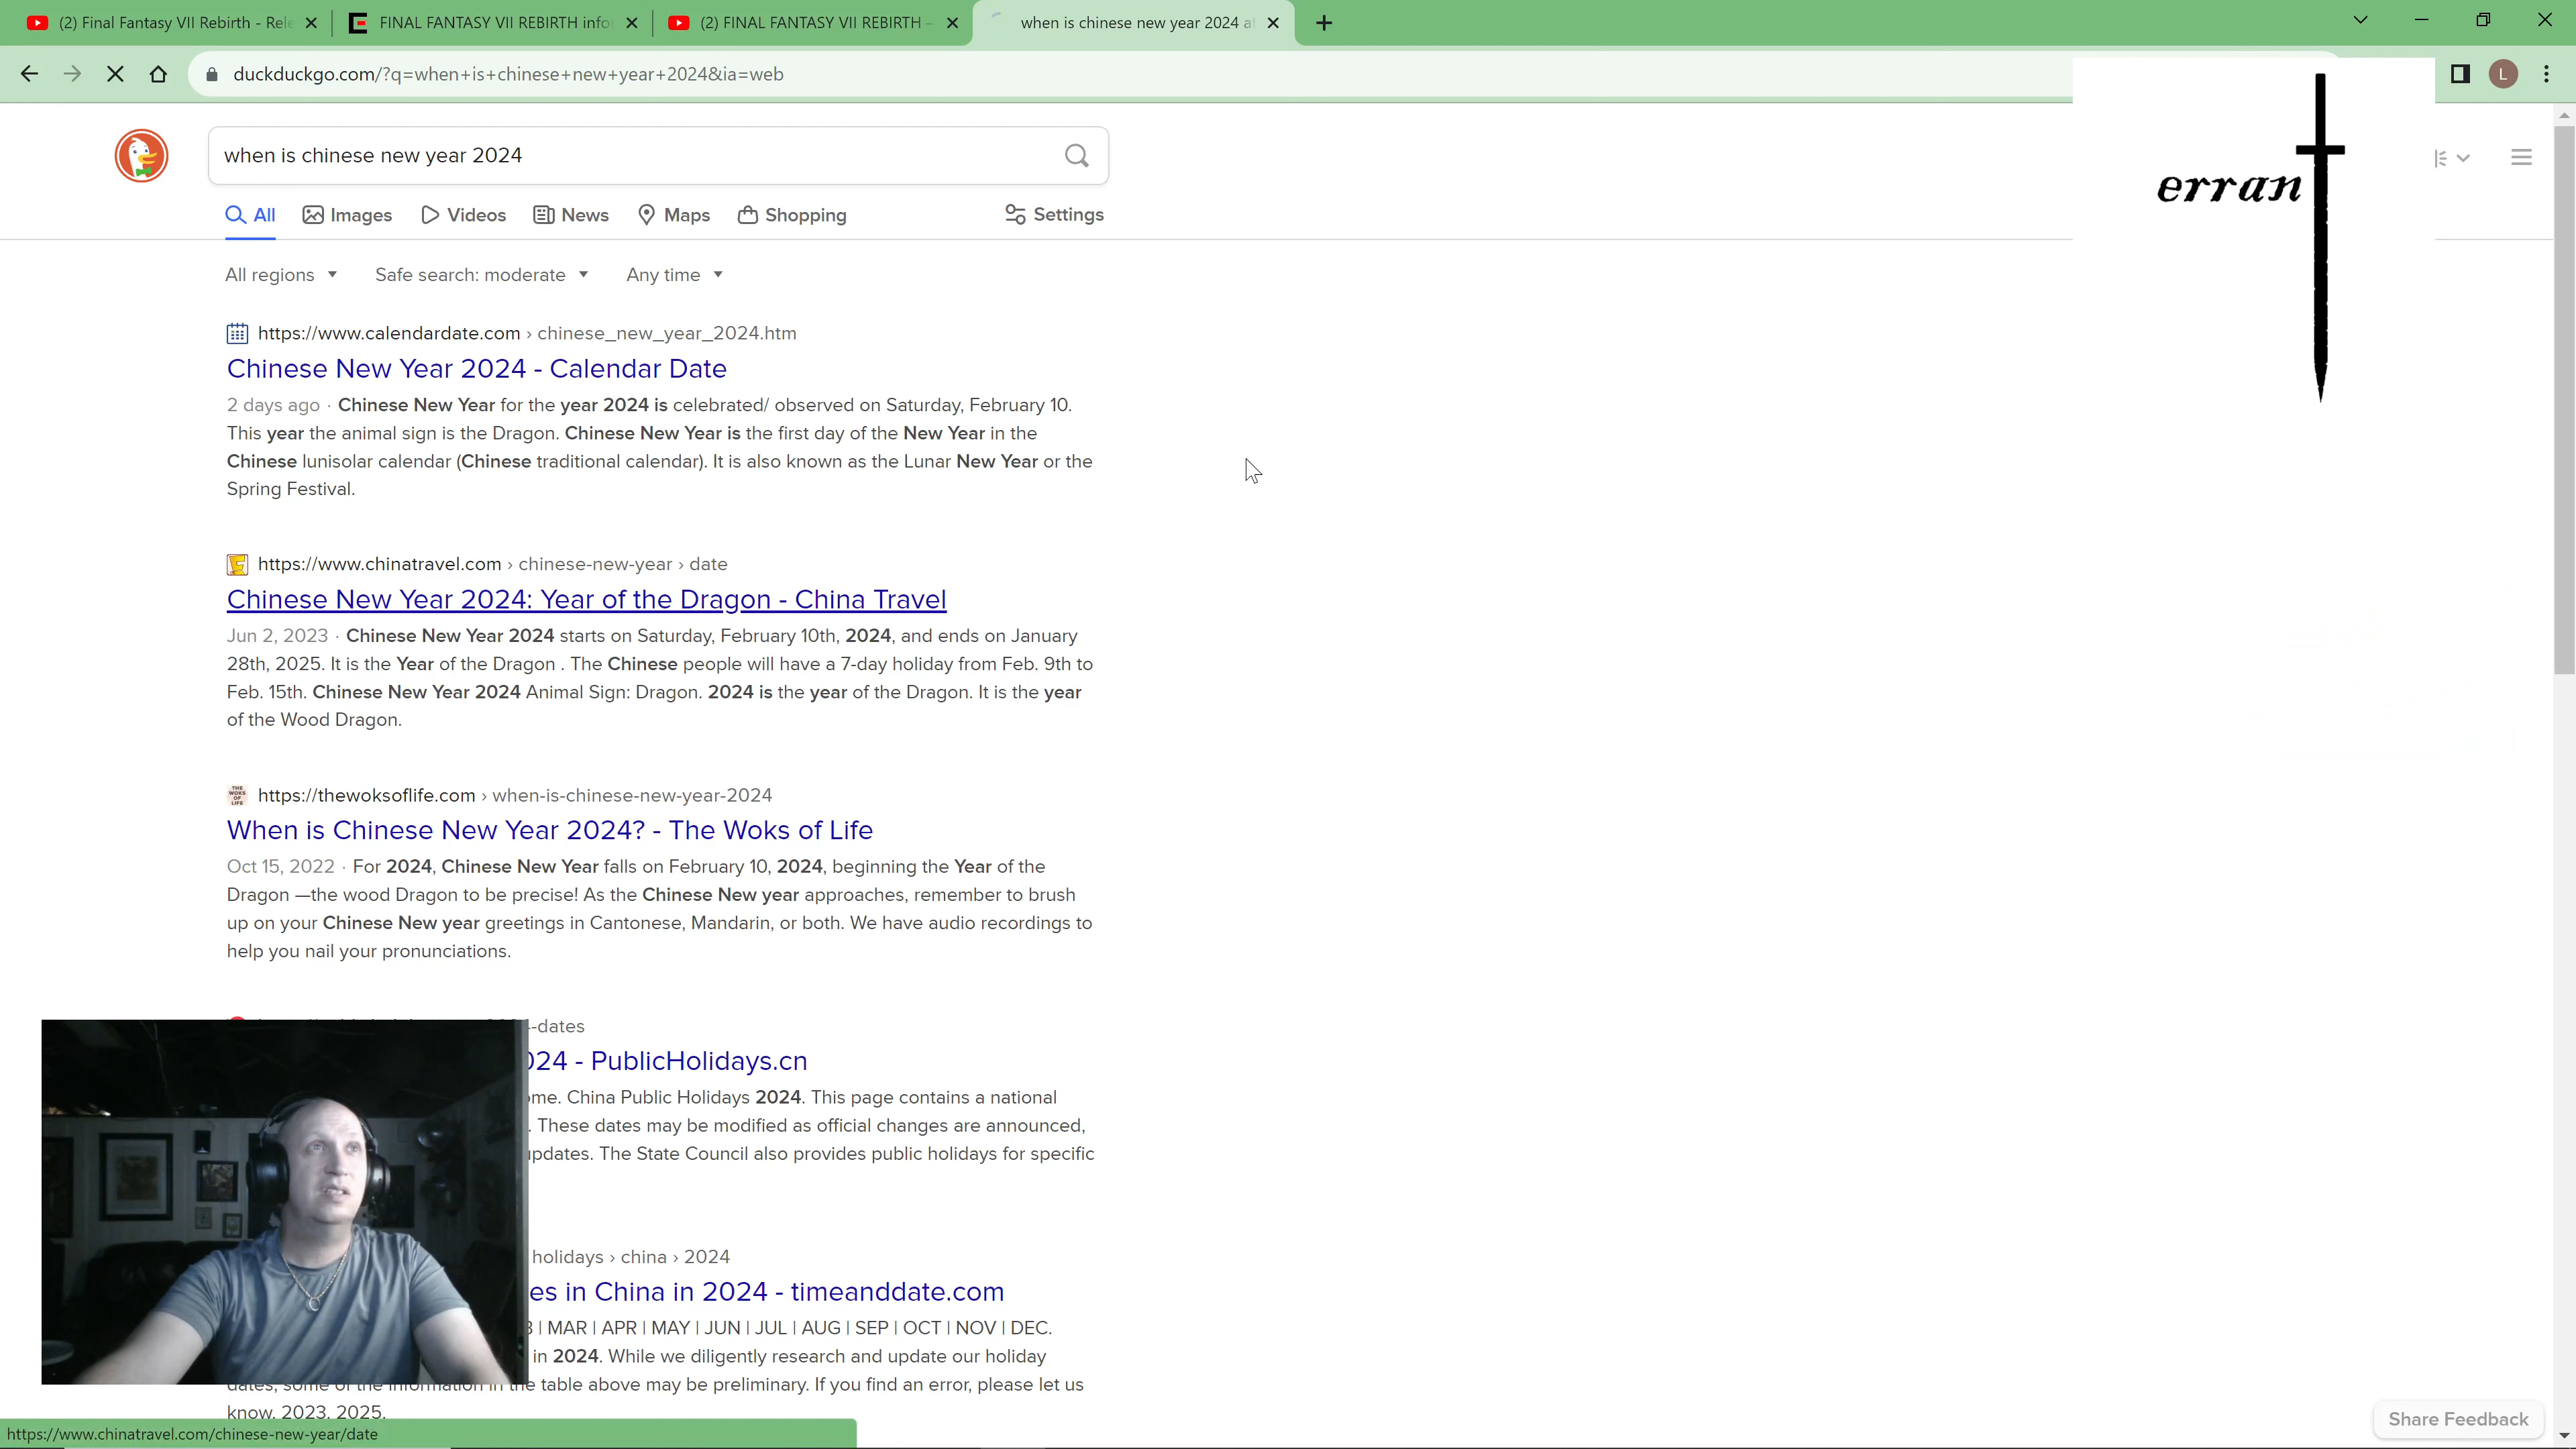 (2) Final Fantasy VII Rebirth - Rele
FINAL FANTASY VII REBIRTH info
(2) FINAL FANTASY VII REBIRTH –
when is chinese new year 2024 at
duckduckgo.com/?q=when+is+chinese+new+year+2024&ia=web
L
when is chinese new year 2024
erran
All Images Videos News Maps Shopping Settings
All regions Safe search: moderate Any time
https://www.calendardate.com › chinese_new_year_2024.htm
Chinese New Year 2024 - Calendar Date
2 days ago · Chinese New Year for the year 2024 is celebrated/ observed on Saturday, February 10.
This year the animal sign is the Dragon. Chinese New Year is the first day of the New Year in the
Chinese lunisolar calendar (Chinese traditional calendar). It is also known as the Lunar New Year or the
Spring Festival.
https://www.chinatravel.com › chinese-new-year › date
Chinese New Year 2024: Year of the Dragon - China Travel
Jun 2, 2023 · Chinese New Year 2024 starts on Saturday, February 10th, 2024, and ends on January
28th, 2025. It is the Year of the Dragon . The Chinese people will have a 7-day holiday from Feb. 9th to
Feb. 15th. Chinese New Year 2024 Animal Sign: Dragon. 2024 is the year of the Dragon. It is the year
of the Wood Dragon.
THE WOKS OF LIFE
https://thewoksoflife.com › when-is-chinese-new-year-2024
When is Chinese New Year 2024? - The Woks of Life
Oct 15, 2022 · For 2024, Chinese New Year falls on February 10, 2024, beginning the Year of the
Dragon —the wood Dragon to be precise! As the Chinese New year approaches, remember to brush
up on your Chinese New year greetings in Cantonese, Mandarin, or both. We have audio recordings to
help you nail your pronunciations.
-dates
024 - PublicHolidays.cn
ome. China Public Holidays 2024. This page contains a national
. These dates may be modified as official changes are announced,
updates. The State Council also provides public holidays for specific
holidays › china › 2024
es in China in 2024 - timeanddate.com
B | MAR | APR | MAY | JUN | JUL | AUG | SEP | OCT | NOV | DEC.
in 2024. While we diligently research and update our holiday
dates, some of the information in the table above may be preliminary. If you find an error, please let us
know. 2023. 2025.
Share Feedback
https://www.chinatravel.com/chinese-new-year/date